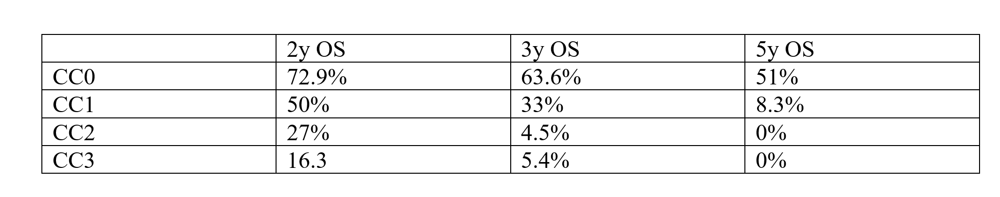 2y OS 3y OS 5y OS
CC0 72.9% 63.6% 51%
CC1 50% 33% 8.3%
CC2 27% 4.5% 0%
CC3 16.3 5.4% 0%